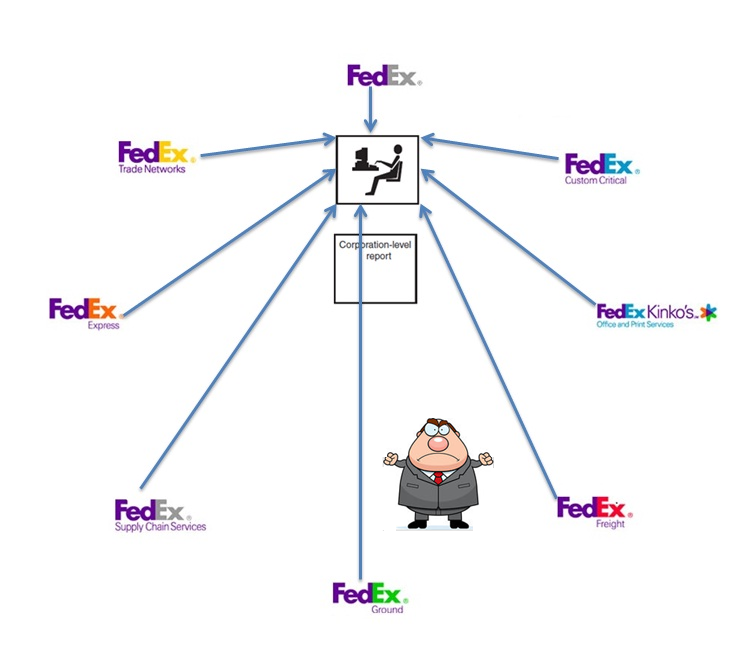 FedEx®
FedEx®
Trade Networks
FedEx®
Custom Critical
Corporation-level
report
FedEx®
Express
FedEx Kinko's℠
Office and Print Services
FedEx®
Supply Chain Services
FedEx®
Freight
FedEx®
Ground